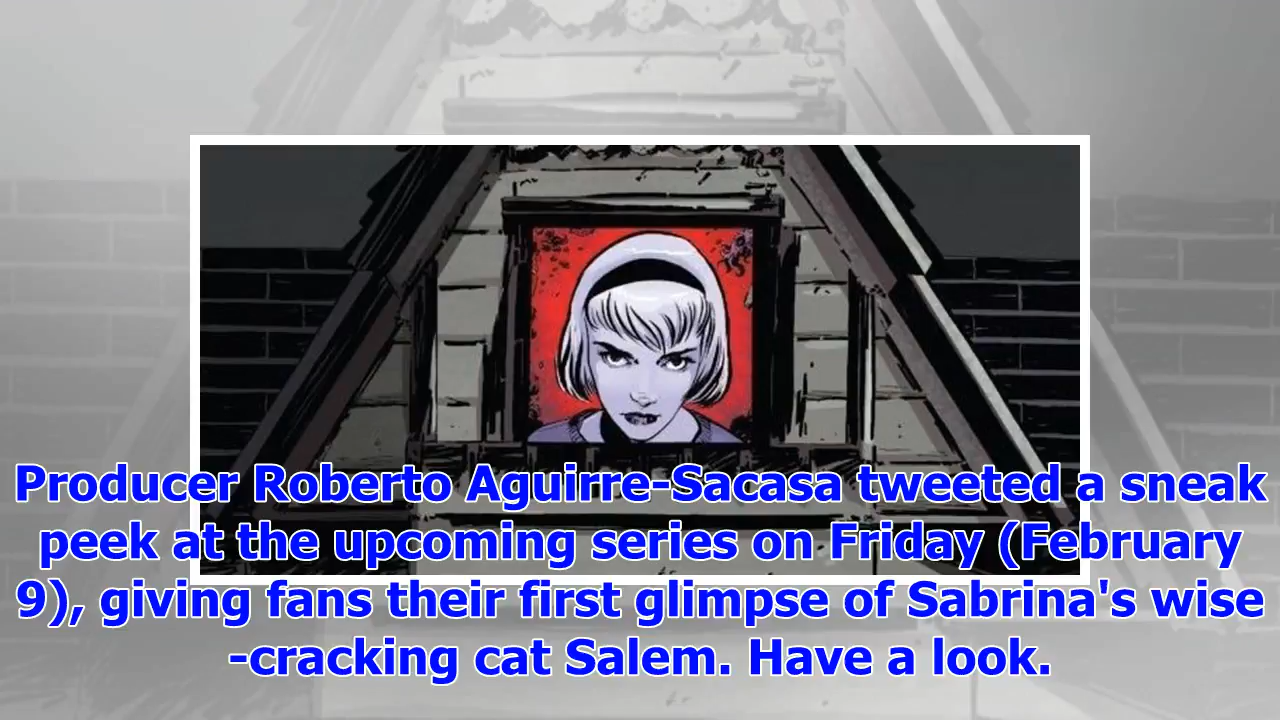 Producer Roberto Aguirre-Sacasa tweeted a sneak
peek at the upcoming series on Friday (February
9), giving fans their first glimpse of Sabrina's wise
-cracking cat Salem. Have a look.